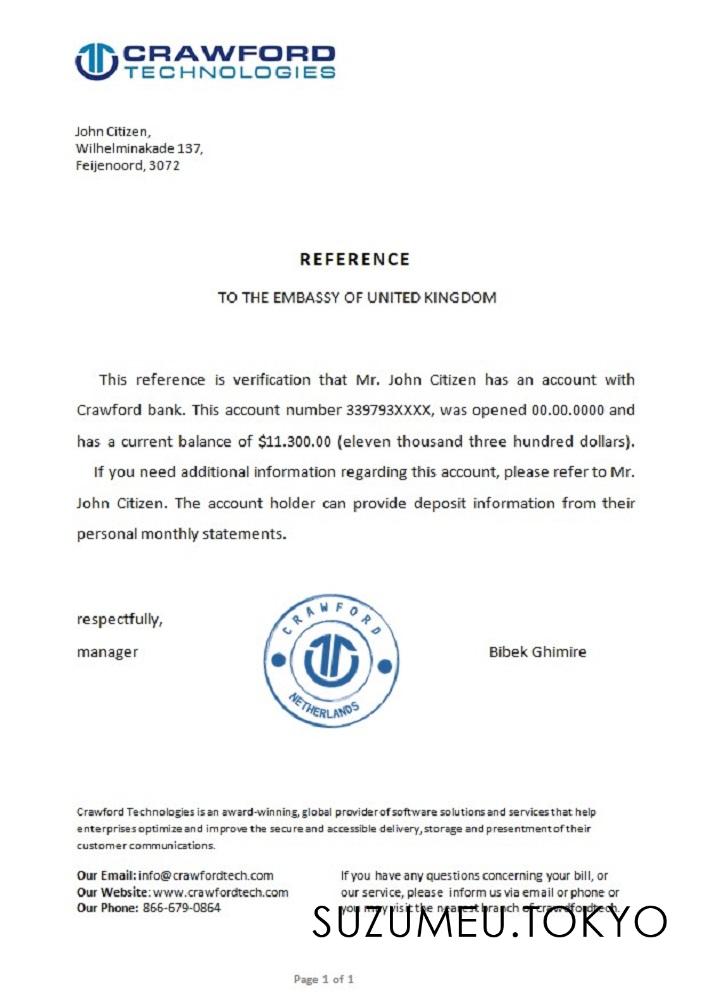 CRAWFORD
TECHNOLOGIES
John Citizen,
Wilhelminakade 137,
Feijenoord, 3072
REFERENCE
TO THE EMBASSY OF UNITED KINGDOM
This reference is verification that Mr. John Citizen has an account with
Crawford bank. This account number 339793XXXX, was opened 00.00.0000 and
has a current balance of $11.300.00 (eleven thousand three hundred dollars).
If you need additional information regarding this account, please refer to Mr.
John Citizen. The account holder can provide deposit information from their
personal monthly statements.
respectfully,
manager
CRAWFORD
NETHERLANDS
Bibek Ghimire
Crawford Technologies is an award-winning, global provider of software solutions and services that help
enterprises optimize and improve the secure and accessible delivery, storage and presentment of their
customer communications.
Our Email: info@crawfordtech.com
Our Website: www.crawfordtech.com
Our Phone: 866-679-0864
If you have any questions concerning your bill, or
our service, please inform us via email or phone or
you may visit the nearest branch of crawdfordtech.
SUZUMEU.TOKYO
Page 1 of 1